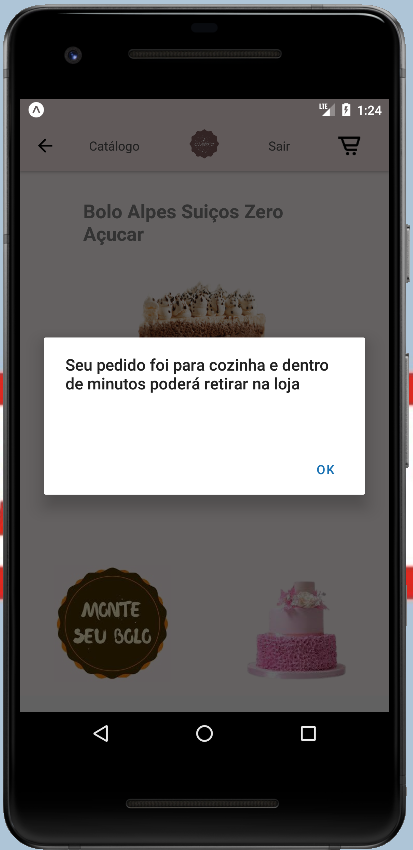 LTE 1:24
Catálogo
Sair
Bolo Alpes Suiços Zero
Açucar
Seu pedido foi para cozinha e dentro
de minutos poderá retirar na loja
OK
MONTE
SEU BOLO